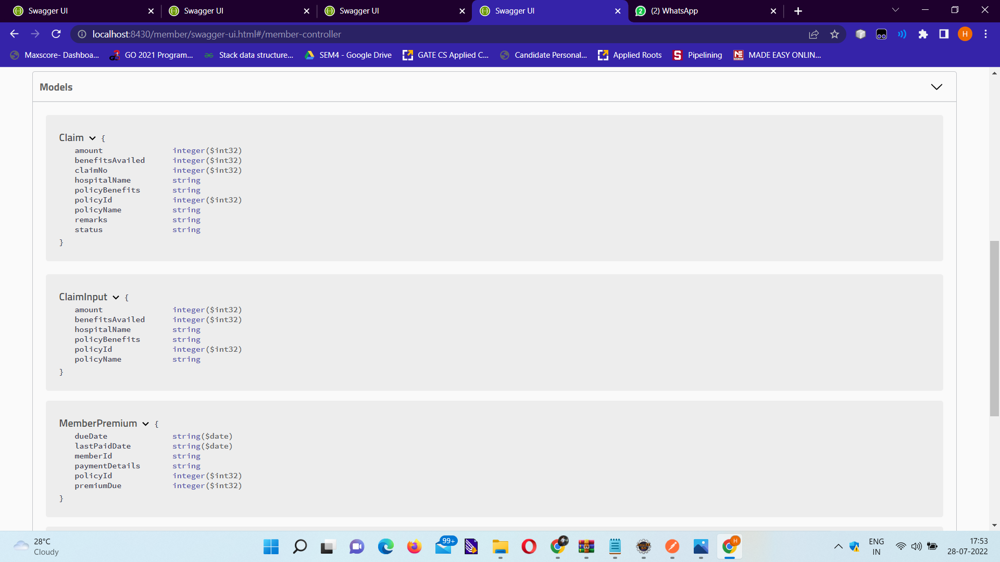 Swagger UI
Swagger UI
Swagger UI
Swagger UI
(2) WhatsApp
localhost:8430/member/swagger-ui.html#/member-controller
H
Maxscore- Dashboa...
GO 2021 Program...
Stack data structure...
SEM4 - Google Drive
GATE CS Applied C...
Candidate Personal...
Applied Roots
Pipelining
MADE EASY ONLIN...
Models
Claim {
amount integer($int32)
benefitsAvailed integer($int32)
claimNo integer($int32)
hospitalName string
policyBenefits string
policyId integer($int32)
policyName string
remarks string
status string
}
ClaimInput {
amount integer($int32)
benefitsAvailed integer($int32)
hospitalName string
policyBenefits string
policyId integer($int32)
policyName string
}
MemberPremium {
dueDate string($date)
lastPaidDate string($date)
memberId string
paymentDetails string
policyId integer($int32)
premiumDue integer($int32)
}
28°C
Cloudy
99+
H
ENG
IN
17:53
28-07-2022